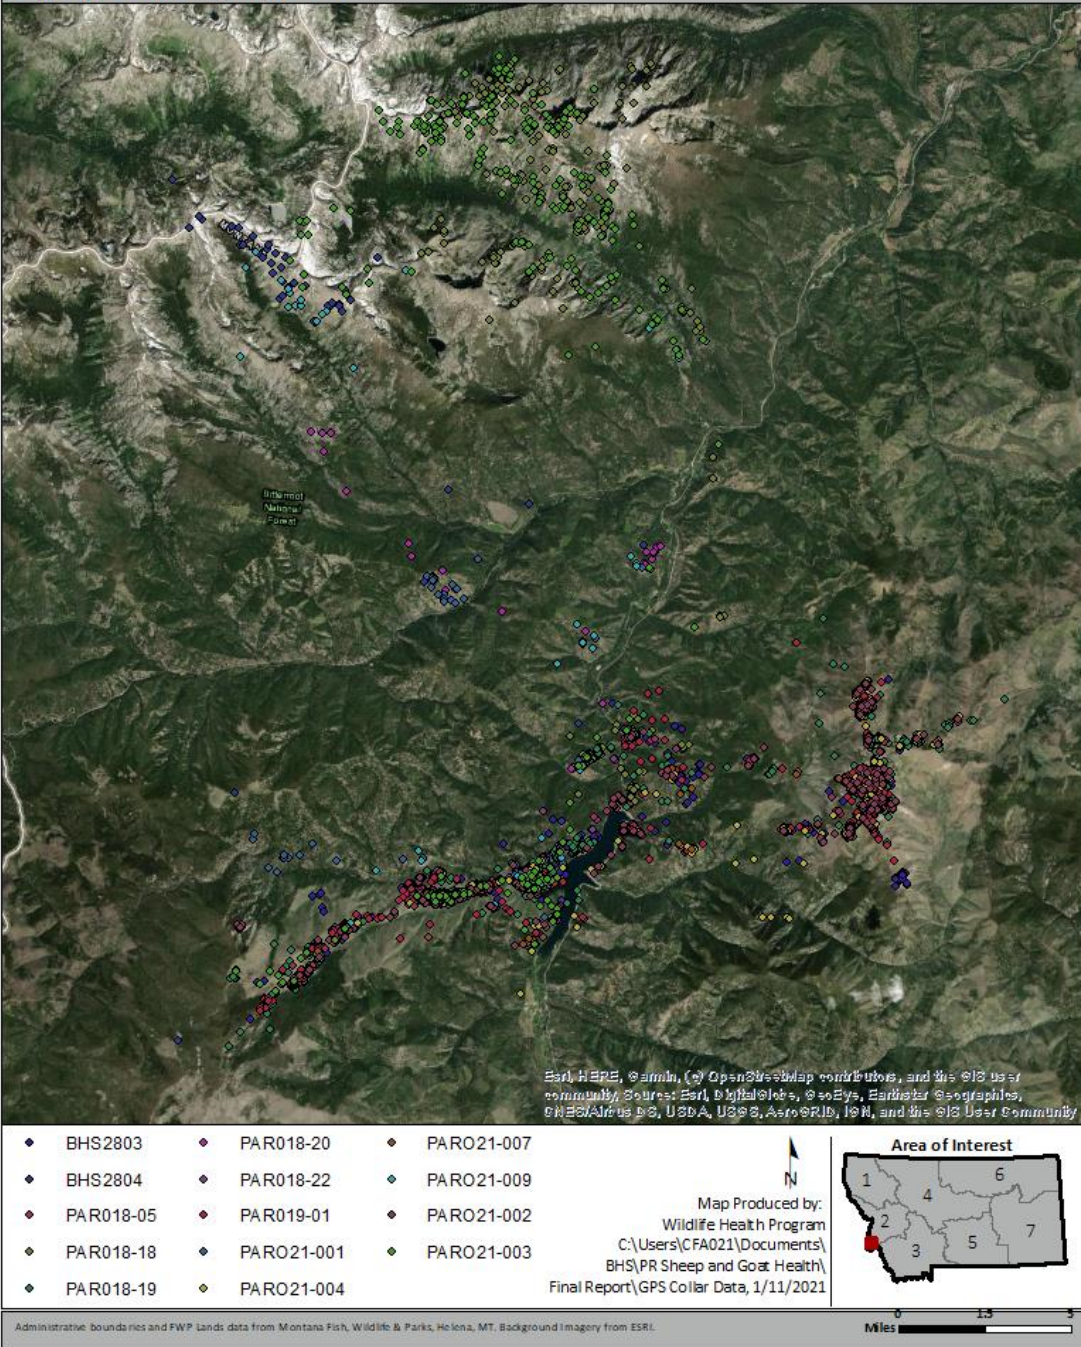 Bitterroot
National
Forest
Esri, HERE, Garmin, (c) OpenStreetMap contributors, and the GIS user
community, Source: Esri, DigitalGlobe, GeoEye, Earthstar Geographics,
CNES/Airbus DS, USDA, USGS, AeroGRID, IGN, and the GIS User Community
BHS2803
BHS2804
PAR018-05
PAR018-18
PAR018-19
PAR018-20
PAR018-22
PAR019-01
PARO21-001
PARO21-004
PARO21-007
PARO21-009
PARO21-002
PARO21-003
N
Map Produced by:
Wildlife Health Program
C:\Users\CFA021\Documents\
BHS\PR Sheep and Goat Health\
Final Report\GPS Collar Data, 1/11/2021
Area of Interest
1
2
3
4
5
6
7
Administrative boundaries and FWP Lands data from Montana Fish, Wildlife & Parks, Helena, MT. Background Imagery from ESRI.
0 1.5 3
Miles